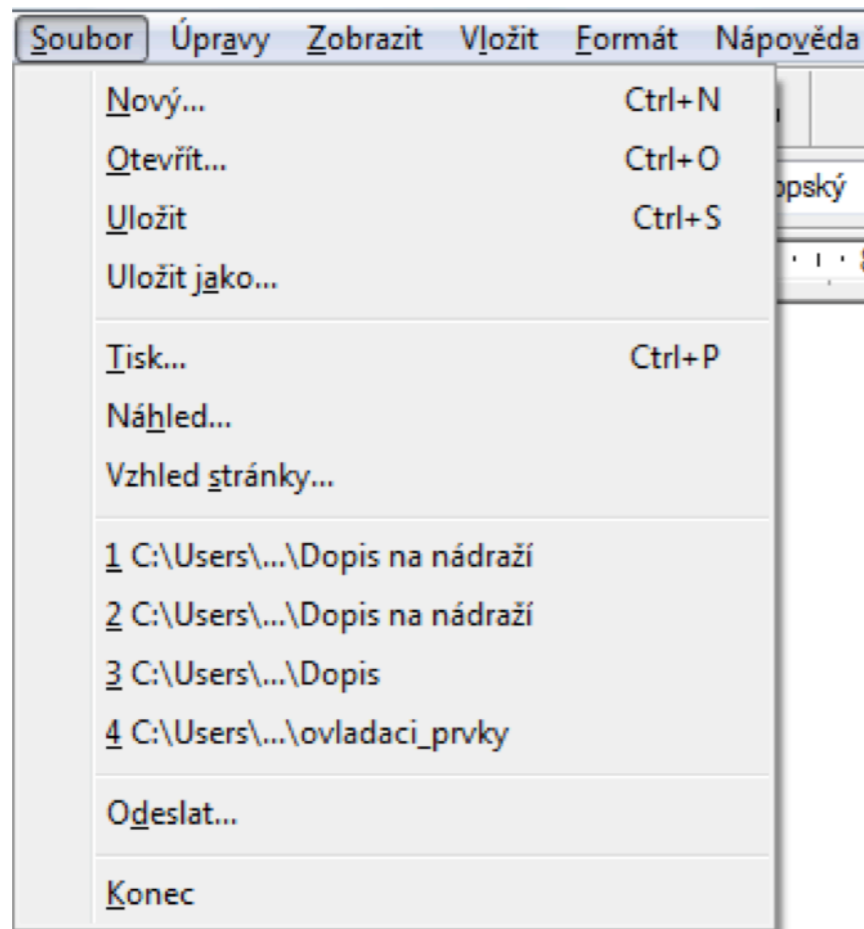 Soubor Úpravy Zobrazit Vložit Formát Nápověda
Nový... Ctrl+N
Otevřít... Ctrl+O
Uložit Ctrl+S
Uložit jako...
Tisk... Ctrl+P
Náhled...
Vzhled stránky...
1 C:\Users\...\Dopis na nádraží
2 C:\Users\...\Dopis na nádraží
3 C:\Users\...\Dopis
4 C:\Users\...\ovladaci_prvky
Odeslat...
Konec